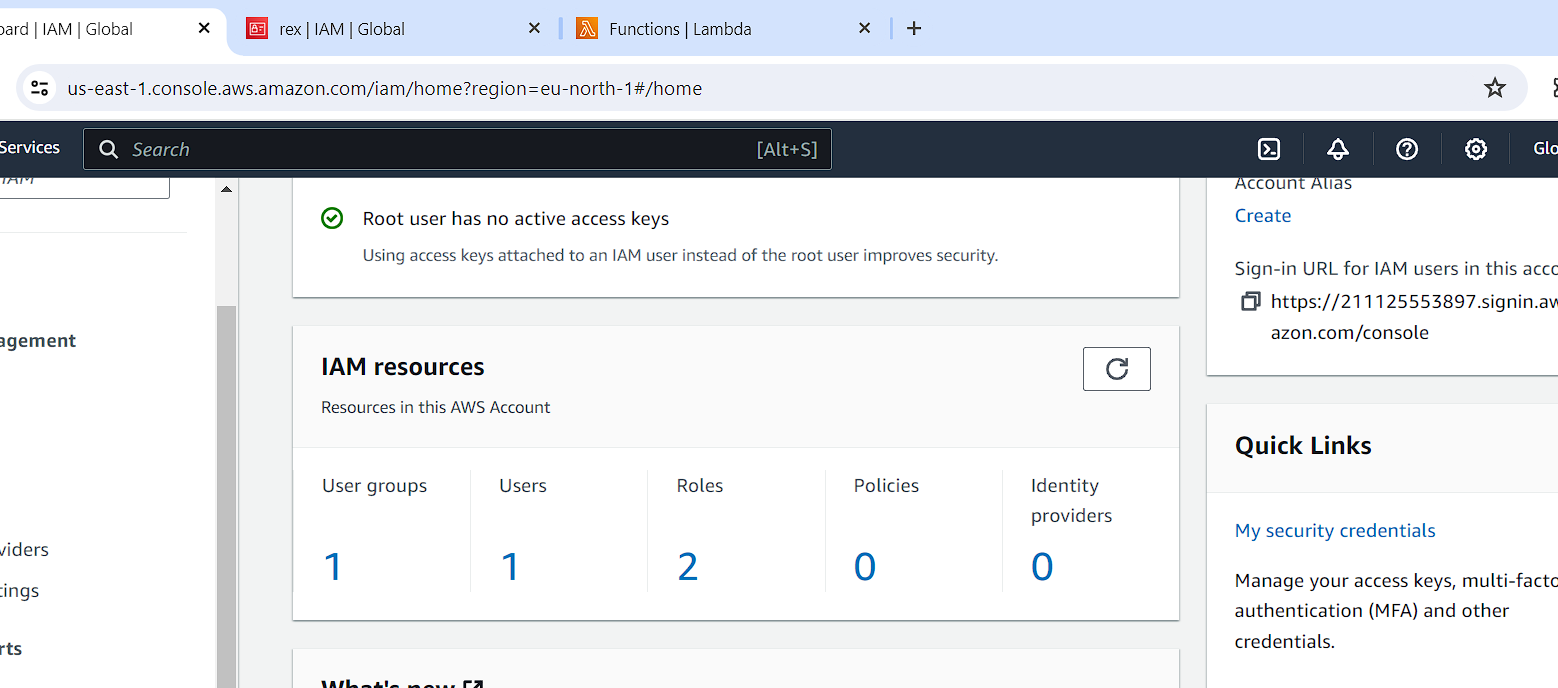 oard | IAM | Global
rex | IAM | Global
Functions | Lambda
us-east-1.console.aws.amazon.com/iam/home?region=eu-north-1#/home
Services
Search
[Alt+S]
Glo
IAM
agement
viders
tings
rts
Root user has no active access keys
Using access keys attached to an IAM user instead of the root user improves security.
IAM resources
Resources in this AWS Account
User groups
1
Users
1
Roles
2
Policies
0
Identity
providers
0
What's new
Account Alias
Create
Sign-in URL for IAM users in this acco
https://211125553897.signin.aw
azon.com/console
Quick Links
My security credentials
Manage your access keys, multi-facto
authentication (MFA) and other
credentials.